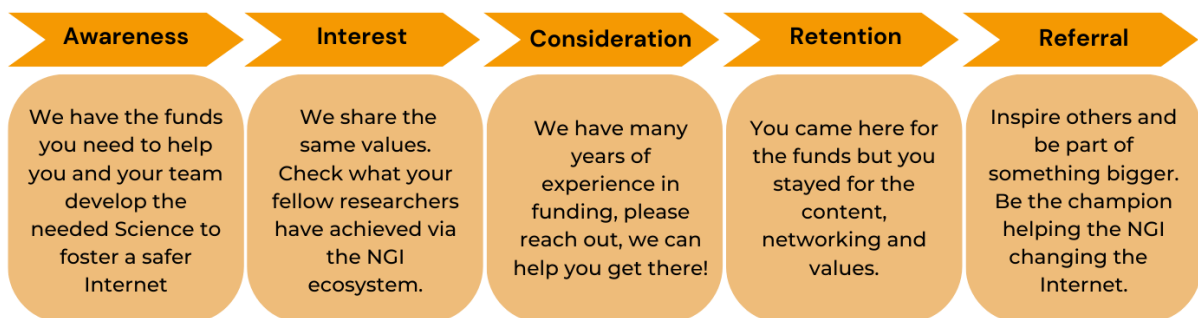 Awareness
Interest
Consideration
Retention
Referral
We have the funds
you need to help
you and your team
develop the
needed Science to
foster a safer
Internet
We share the
same values.
Check what your
fellow researchers
have achieved via
the NGI
ecosystem.
We have many
years of
experience in
funding, please
reach out, we can
help you get there!
You came here for
the funds but you
stayed for the
content,
networking and
values.
Inspire others and
be part of
something bigger.
Be the champion
helping the NGI
changing the
Internet.